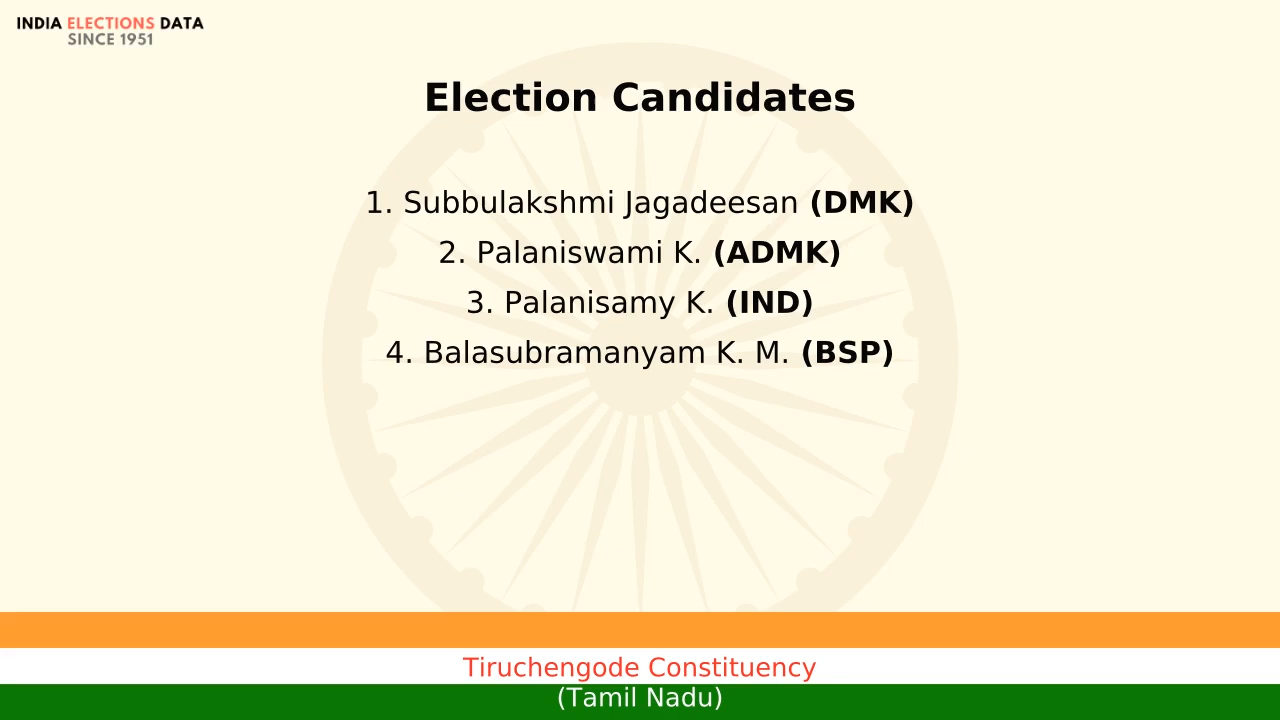 INDIA ELECTIONS DATA
SINCE 1951
Election Candidates
1. Subbulakshmi Jagadeesan (DMK)
2. Palaniswami K. (ADMK)
3. Palanisamy K. (IND)
4. Balasubramanyam K. M. (BSP)
Tiruchengode Constituency
(Tamil Nadu)